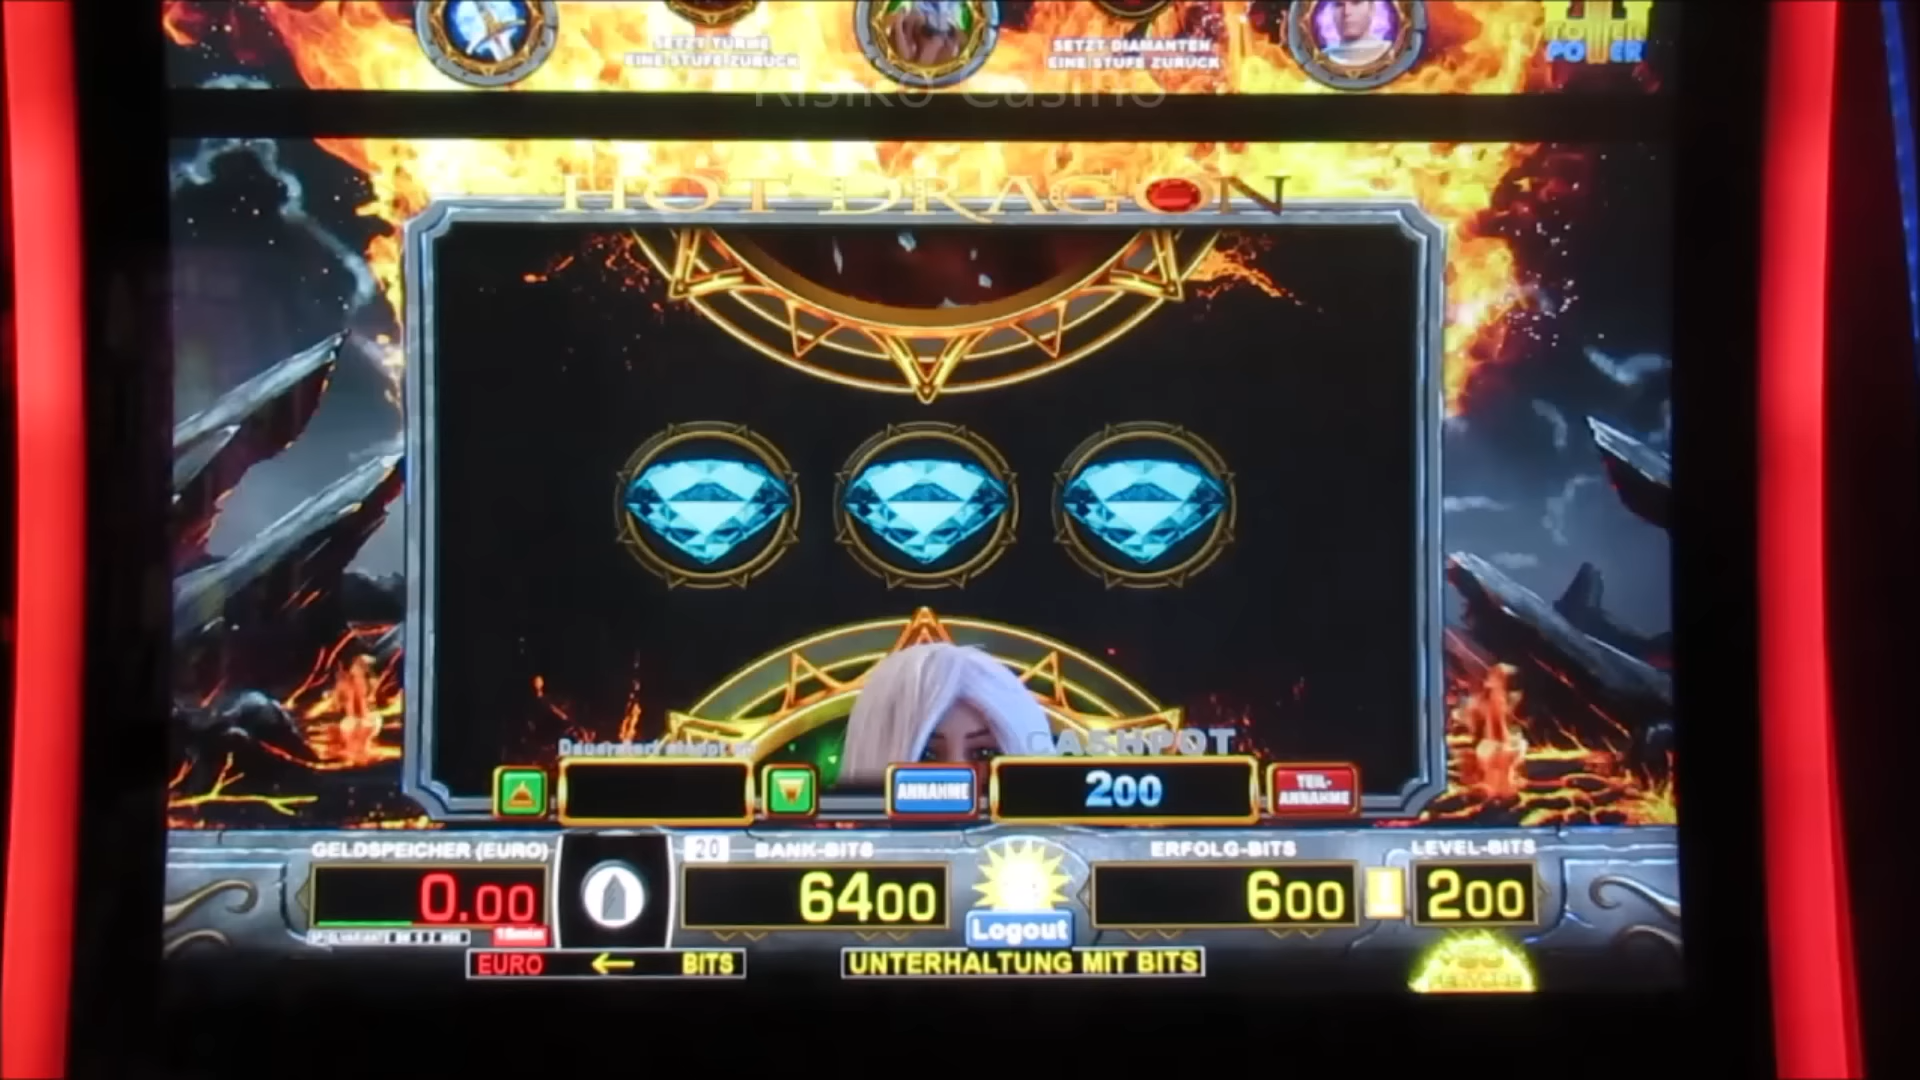 SETZT TÜRME
EINE STUFE ZURÜCK
SETZT DIAMANTEN
EINE STUFE ZURÜCK
TOWER
POWER
Risiko Casino
HOT DRAGON
CASHPOT
ANNAHME
200
TEIL-
ANNAHME
GELDSPEICHER (EURO)
20
BANK-BITS
ERFOLG-BITS
LEVEL-BITS
0.00
6400
600
200
Logout
EURO ← BITS
UNTERHALTUNG MIT BITS